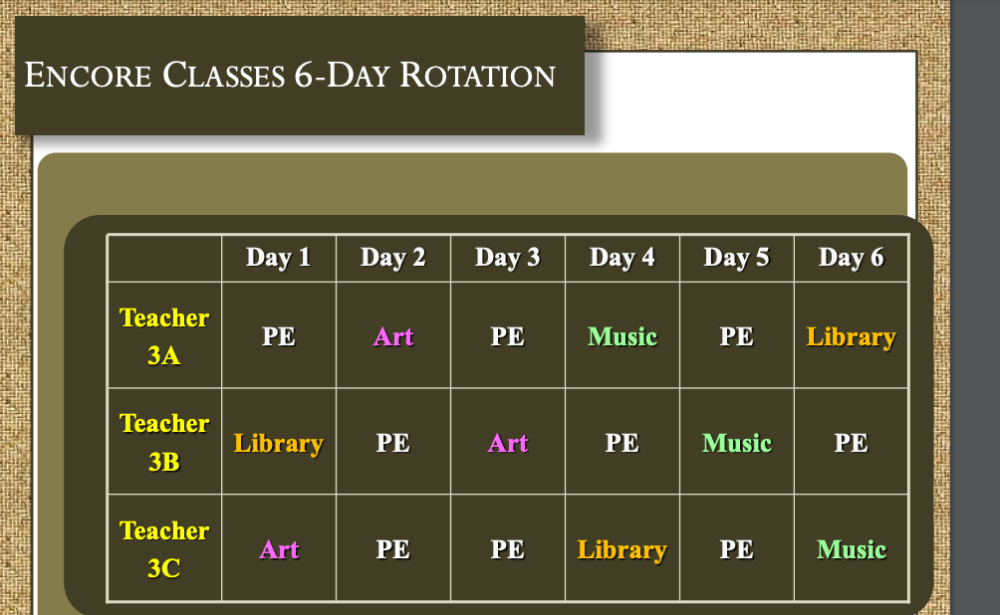 Encore Classes 6-Day Rotation
Day 1 Day 2 Day 3 Day 4 Day 5 Day 6
Teacher 3A PE Art PE Music PE Library
Teacher 3B Library PE Art PE Music PE
Teacher 3C Art PE PE Library PE Music